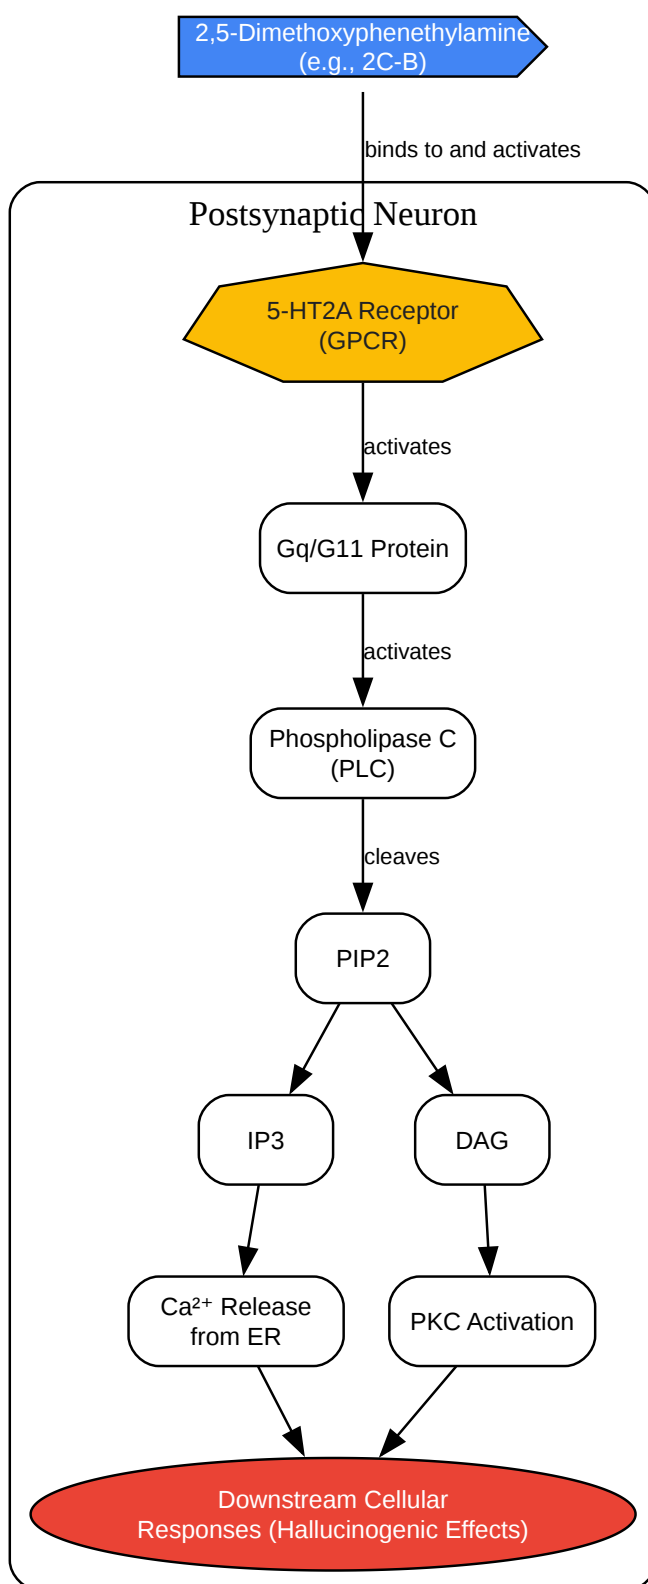 2,5-Dimethoxyphenethylamine
(e.g., 2C-B)
binds to and activates
Postsynaptic Neuron
5-HT2A Receptor
(GPCR)
activates
Gq/G11 Protein
activates
Phospholipase C
(PLC)
cleaves
PIP2
IP3
DAG
Ca²⁺ Release
from ER
PKC Activation
Downstream Cellular
Responses (Hallucinogenic Effects)